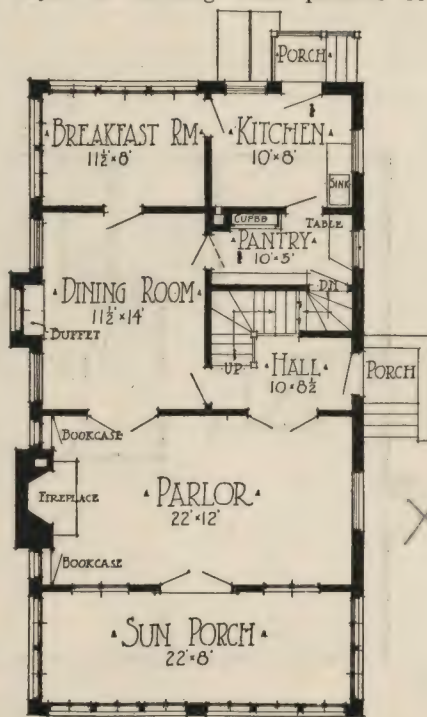 PORCH
BREAKFAST RM
11½'×8'
KITCHEN
10'×8'
SINK
CUPBD
TABLE
PANTRY
10'×5'
DN.
DINING ROOM
11½'×14'
BUFFET
UP
HALL
10'×8½'
PORCH
BOOKCASE
FIREPLACE
PARLOR
22'×12'
BOOKCASE
SUN PORCH
22'×8'